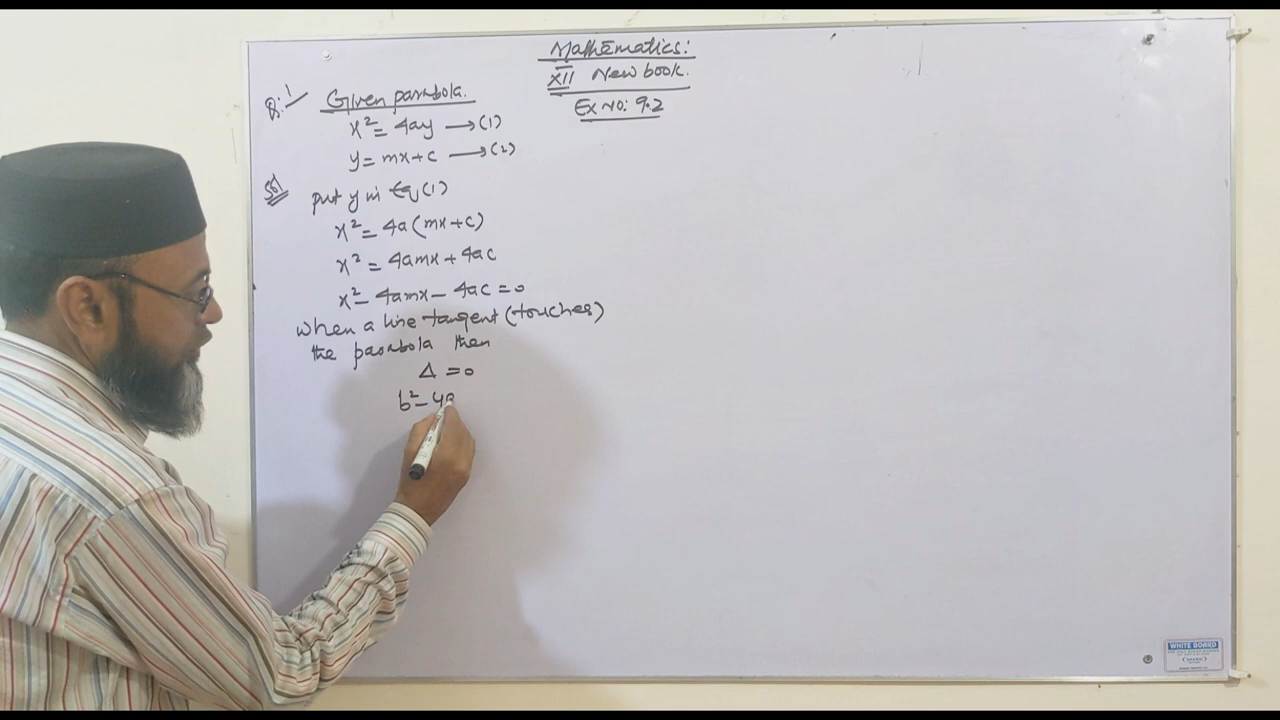 Mathematics:
XII New book.
Ex No: 9.2
Q:1 Given parabola.
x² = 4ay → (1)
y = mx + c → (2)
Sol put y in Eq (1)
x² = 4a (mx + c)
x² = 4amx + 4ac
x² - 4amx - 4ac = 0
when a line tangent (touches)
the parabola then
Δ = 0
b² - 4a
WHITE BOARD